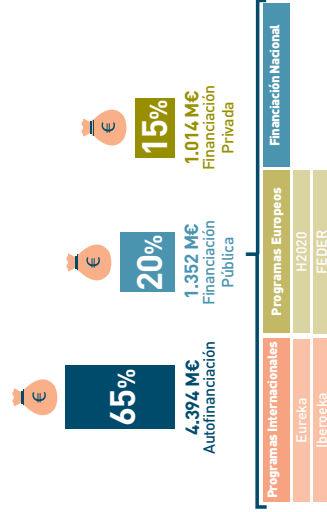 €
€
€
65%
20%
15%
4.394 M€
Autofinanciación
1.352 M€
Financiación
Pública
1.014 M€
Financiación
Privada
Programas Internacionales
Programas Europeos
Financiación Nacional
Eureka
H2020
Iberoeka
FEDER